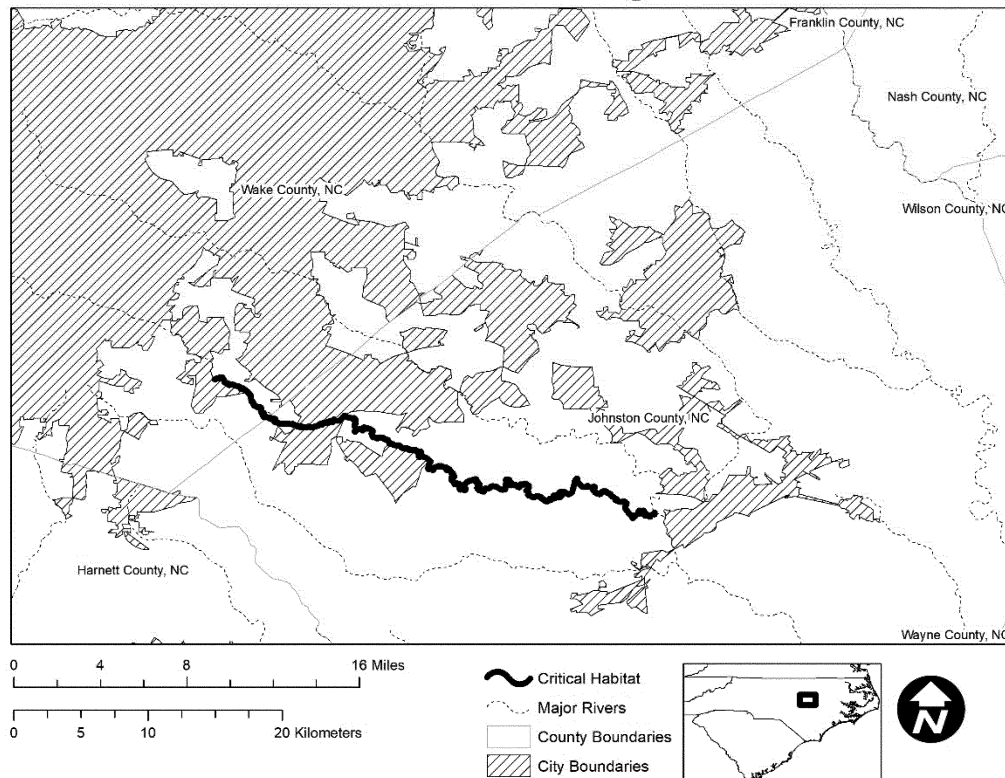 Franklin County, NC
Nash County, NC
Wake County, NC
Wilson County, NC
Johnston County, NC
Harnett County, NC
Wayne County, NC
0 4 8 16 Miles
0 5 10 20 Kilometers
Critical Habitat
Major Rivers
County Boundaries
City Boundaries
N